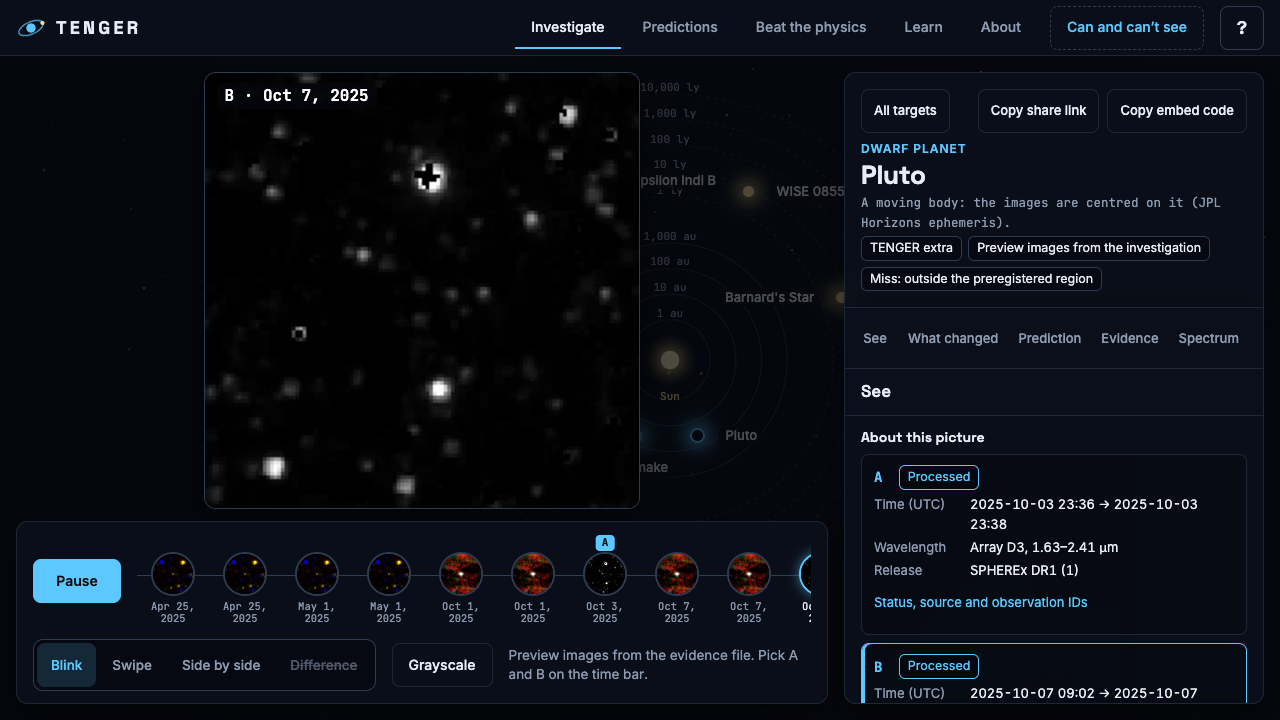 TENGER
Investigate
Predictions
Beat the physics
Learn
About
Can and can't see
?
B · Oct 7, 2025
10,000 ly
1,000 ly
100 ly
10 ly
psilon Indi B
1 ly
WISE 0855
1,000 au
100 au
10 au
Barnard's Star
1 au
Sun
Pluto
make
All targets
Copy share link
Copy embed code
DWARF PLANET
Pluto
A moving body: the images are centred on it (JPL
Horizons ephemeris).
TENGER extra
Preview images from the investigation
Miss: outside the preregistered region
See
What changed
Prediction
Evidence
Spectrum
See
About this picture
A Processed
Time (UTC) 2025-10-03 23:36 → 2025-10-03
23:38
Wavelength Array D3, 1.63–2.41 µm
Release SPHEREx DR1 (1)
Status, source and observation IDs
B Processed
Time (UTC) 2025-10-07 09:02 → 2025-10-07
Pause
A
Apr 25,
2025
Apr 25,
2025
May 1,
2025
May 1,
2025
Oct 1,
2025
Oct 1,
2025
Oct 3,
2025
Oct 7,
2025
Oct 7,
2025
Blink
Swipe
Side by side
Difference
Grayscale
Preview images from the evidence file. Pick A
and B on the time bar.